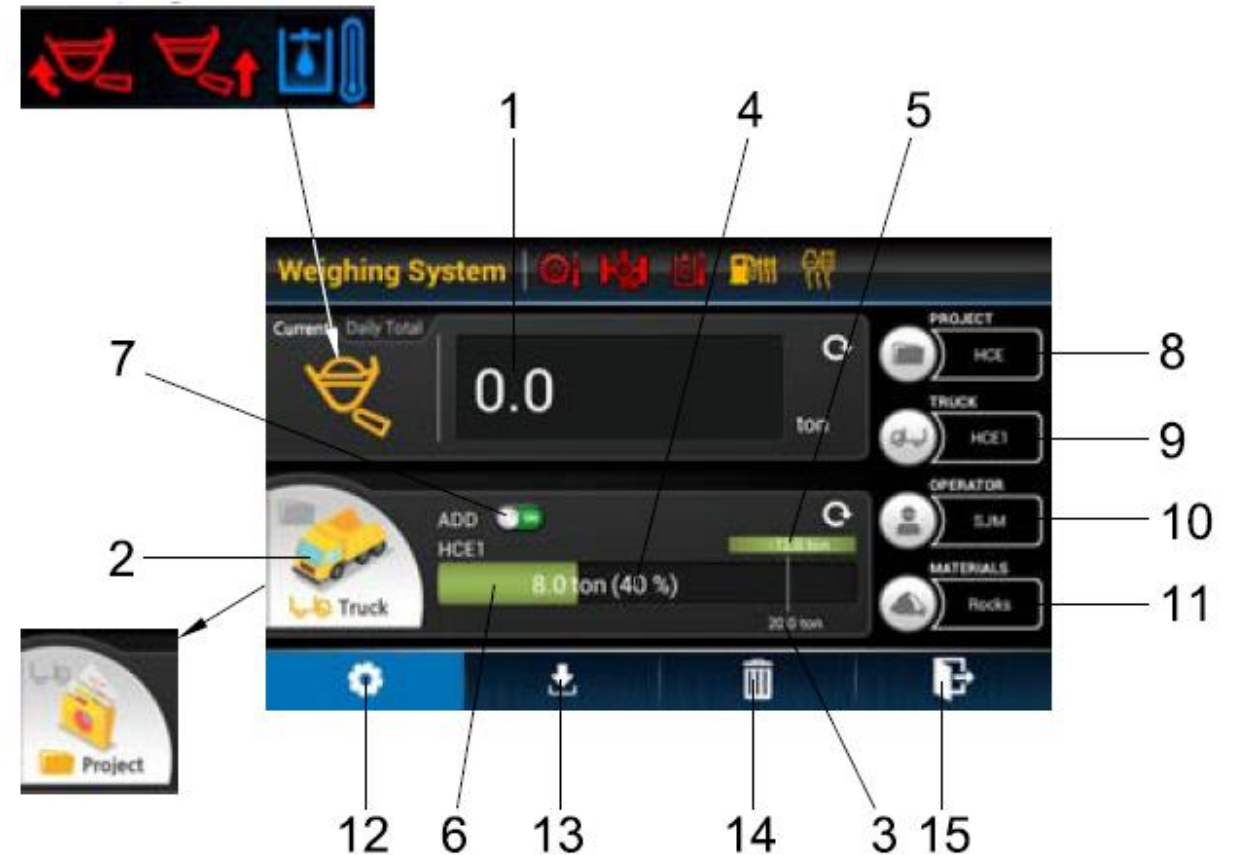 1 4 5
Weighing System
Current Daily Total
PROJECT
7
HCE
8
0.0
ton
TRUCK
HCE1
9
OPERATOR
ADD
SJM
10
HCE1
2
MATERIALS
8.0 ton (40 %)
Truck
Rocks
11
20.0 ton
Project
12 6 13 14 3 15